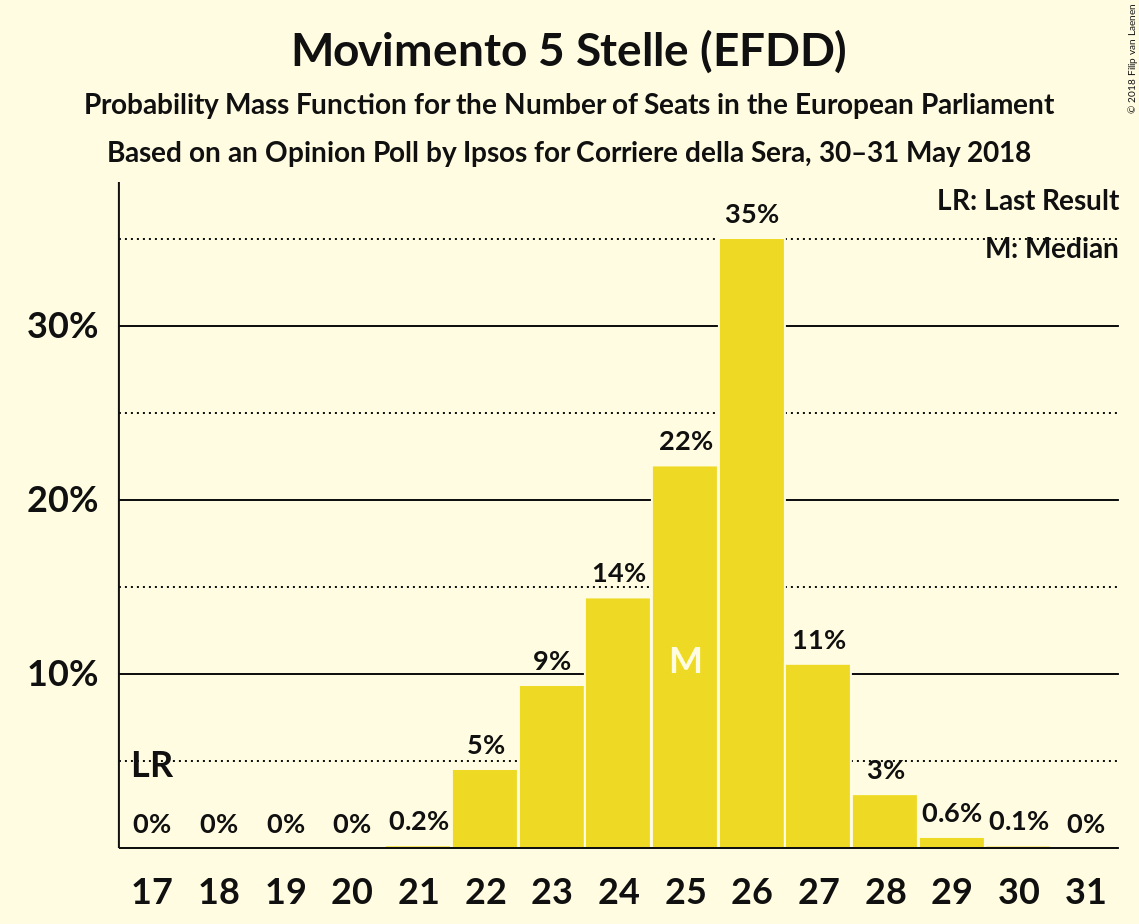 Movimento 5 Stelle (EFDD)
Probability Mass Function for the Number of Seats in the European Parliament
Based on an Opinion Poll by Ipsos for Corriere della Sera, 30–31 May 2018
© 2018 Filip van Laenen
LR: Last Result
M: Median
35%
30%
22%
20%
14%
11%
M
9%
10%
5%
LR
3%
0% 0% 0% 0% 0.2% 0.6% 0.1% 0%
17 18 19 20 21 22 23 24 25 26 27 28 29 30 31